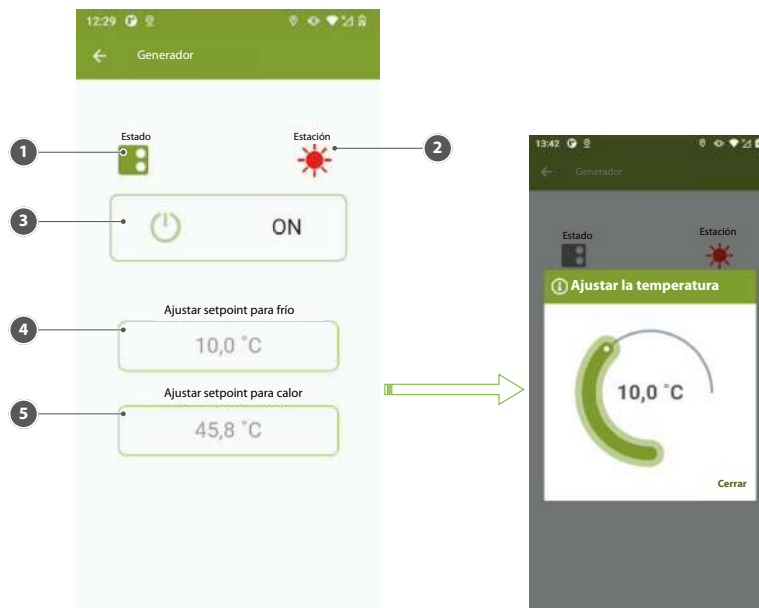 12:29
Generador
Estado
Estación
1
2
3
ON
Ajustar setpoint para frío
4
10,0 °C
Ajustar setpoint para calor
5
45,8 °C
13:42
Generador
Estado
Estación
Ajustar la temperatura
10,0 °C
Cerrar